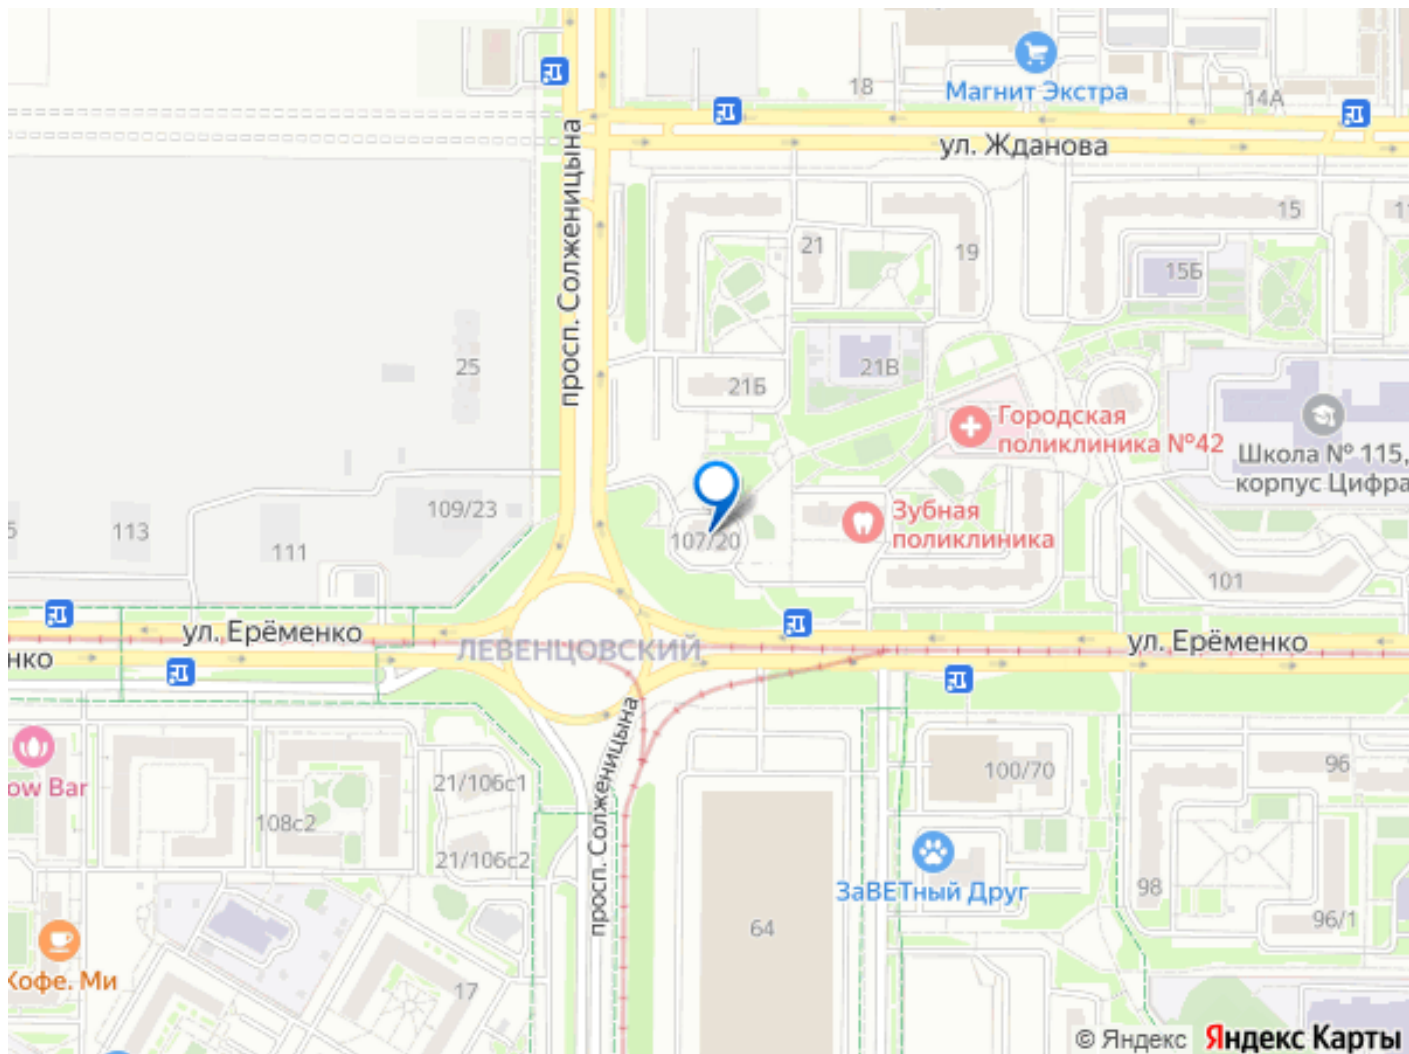 18
Магнит Экстра
14А
ул. Жданова
просп. Солженицына
15
21
19
15Б
25
21Б
21В
Городская
поликлиника №42
Школа № 115,
корпус Цифра
109/23
113
111
107/20
Зубная
поликлиника
101
ул. Ерёменко
ЛЕВЕНЦОВСКИЙ
ул. Ерёменко
нко
просп. Солженицына
ow Bar
21/106с1
108с2
21/106с2
100/70
96
ЗаВЕТный Друг
98
96/1
64
Кофе. Ми
17
© Яндекс Яндекс Карты